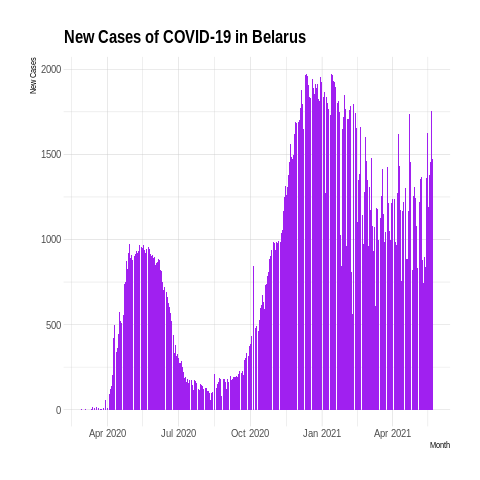 New Cases of COVID-19 in Belarus
New Cases
2000
1500
1000
500
0
Apr 2020 Jul 2020 Oct 2020 Jan 2021 Apr 2021
Month